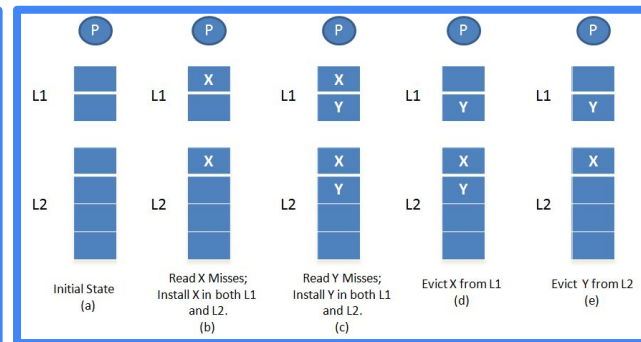 P P P P P
L1 L1 X L1 X L1 L1
Y Y Y
L2 L2 X L2 X L2 X L2 X
Y Y
Initial State
(a)
Read X Misses;
Install X in both L1
and L2.
(b)
Read Y Misses;
Install Y in both L1
and L2.
(c)
Evict X from L1
(d)
Evict Y from L2
(e)